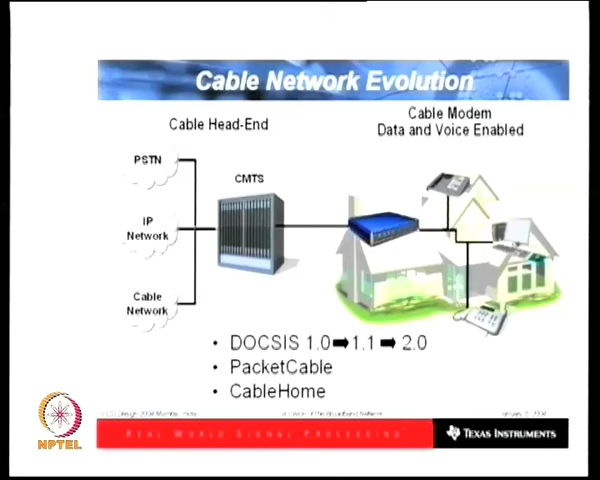 Cable Network Evolution
Cable Head-End
Cable Modem
Data and Voice Enabled
PSTN
CMTS
IP
Network
Cable
Network
• DOCSIS 1.0➡1.1➡ 2.0
• PacketCable
• CableHome
NPTEL
REAL WORLD SIGNAL PROCESSING
TEXAS INSTRUMENTS